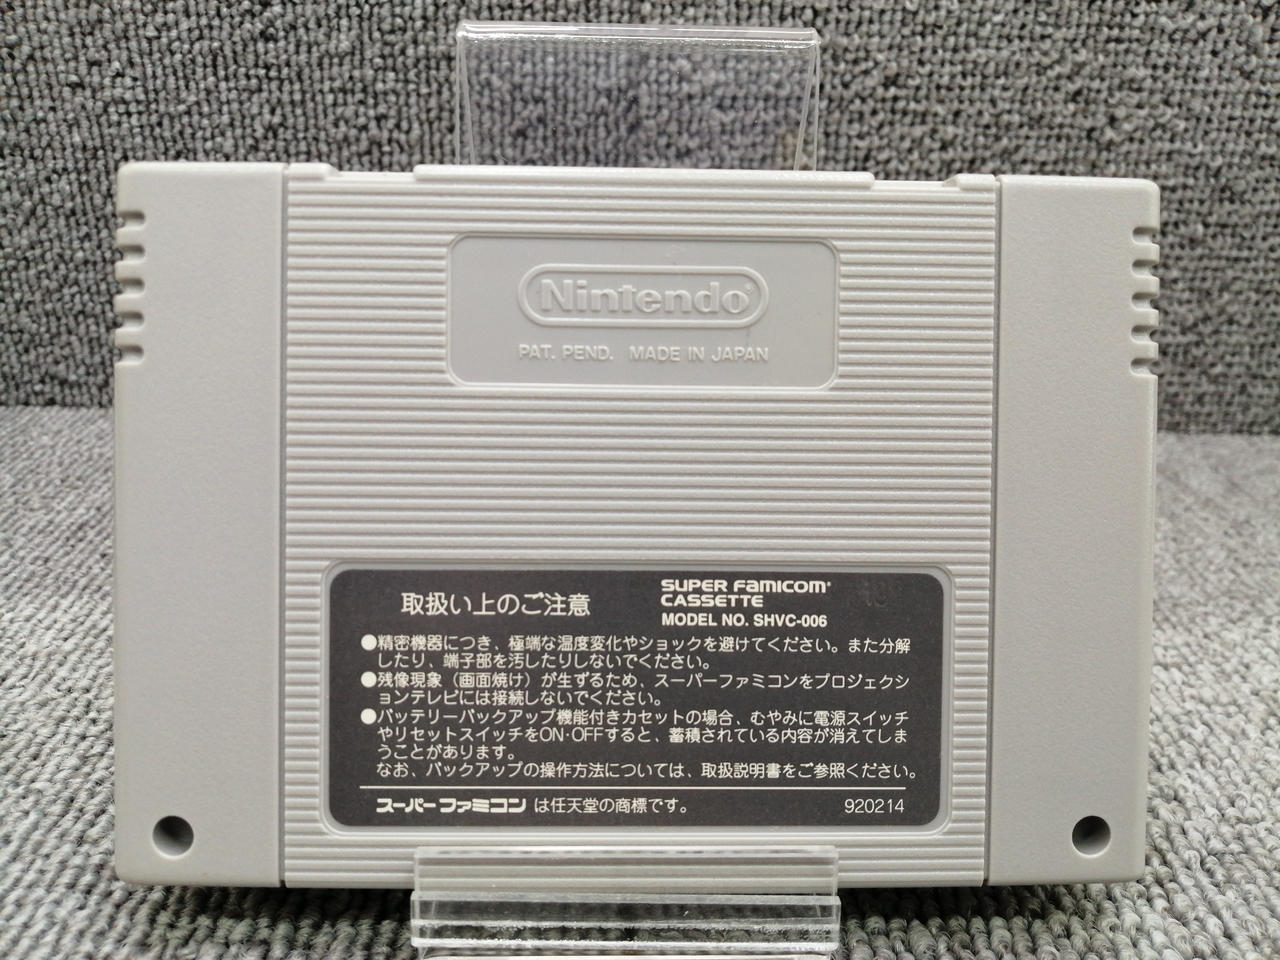 Nintendo®
PAT. PEND. MADE IN JAPAN
取扱い上のご注意
SUPER FAMICOM®
CASSETTE
MODEL NO. SHVC-006
●精密機器につき、極端な温度変化やショックを避けてください。また分解
したり、端子部を汚したりしないでください。
●残像現象（画面焼け）が生ずるため、スーパーファミコンをプロジェクシ
ョンテレビには接続しないでください。
●バッテリーバックアップ機能付きカセットの場合、むやみに電源スイッチ
やリセットスイッチをON·OFFすると、蓄積されている内容が消えてしま
うことがあります。
なお、バックアップの操作方法については、取扱説明書をご参照ください。
スーパーファミコン は任天堂の商標です。
920214